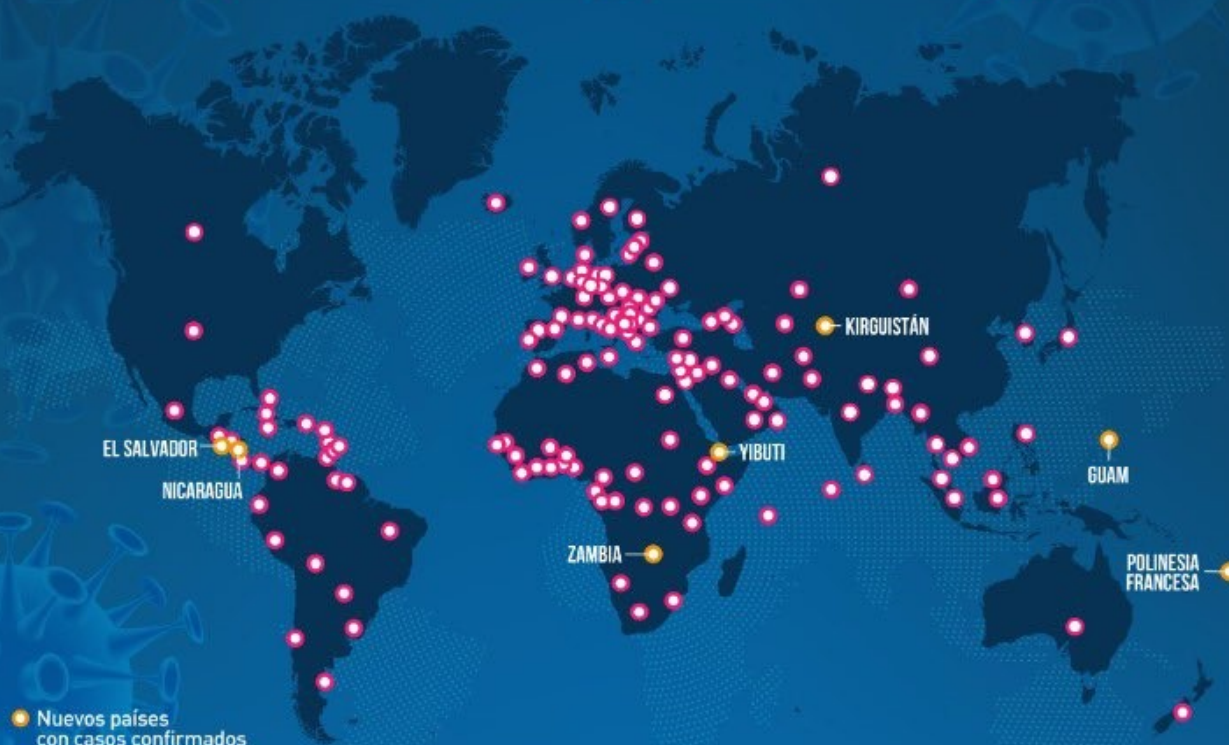 KIRGUISTÁN
EL SALVADOR
YIBUTI
GUAM
NICARAGUA
ZAMBIA
POLINESIA
FRANCESA
Nuevos países
con casos confirmados